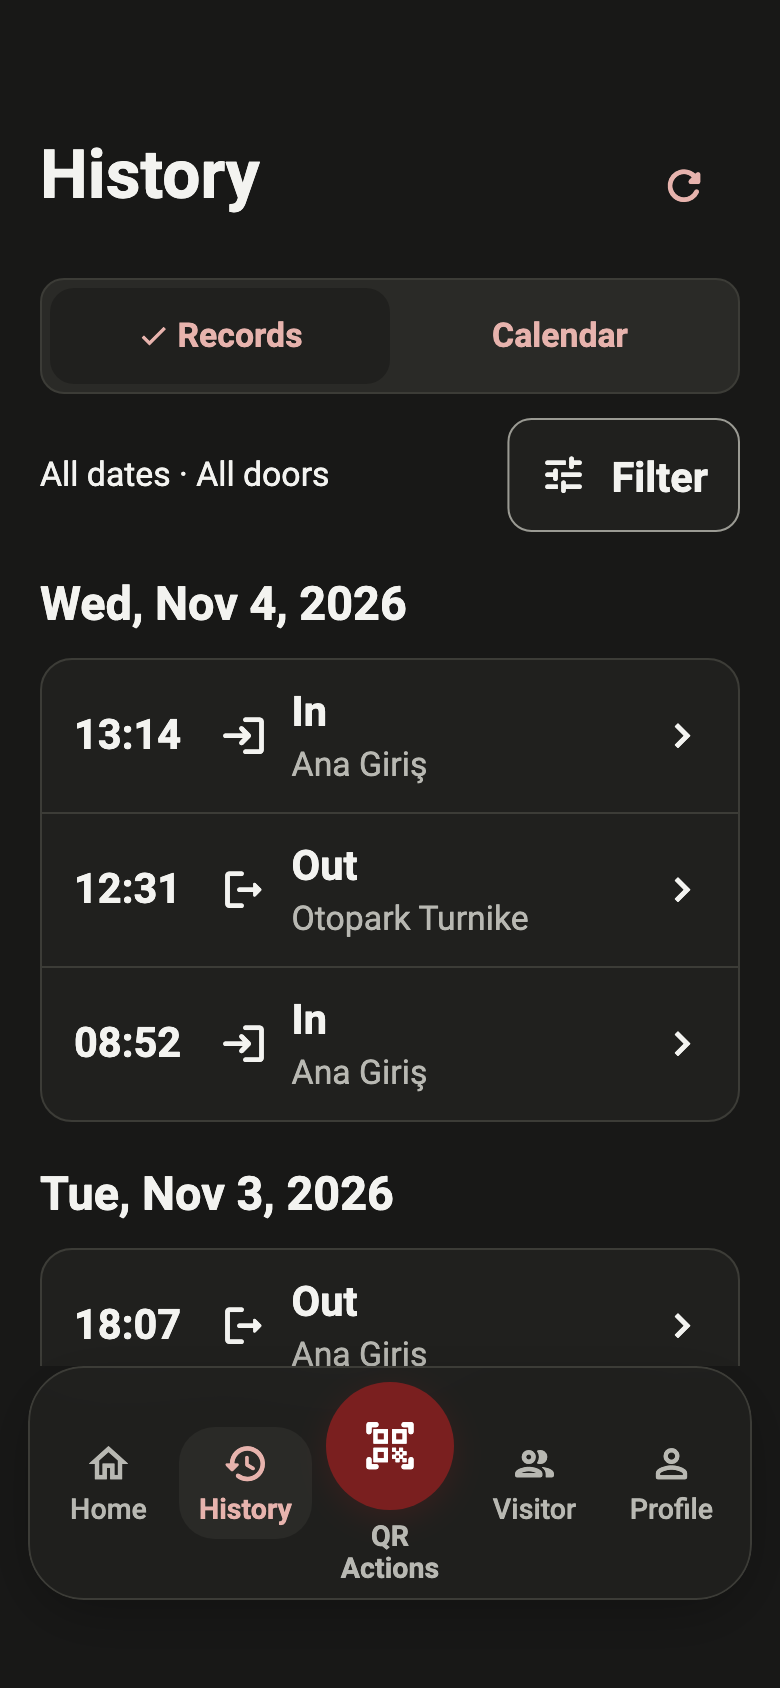 History
Records
Calendar
All dates · All doors
Filter
Wed, Nov 4, 2026
13:14
In
Ana Giriş
12:31
Out
Otopark Turnike
08:52
In
Ana Giriş
Tue, Nov 3, 2026
18:07
Out
Ana Giriş
Home
History
QR
Actions
Visitor
Profile